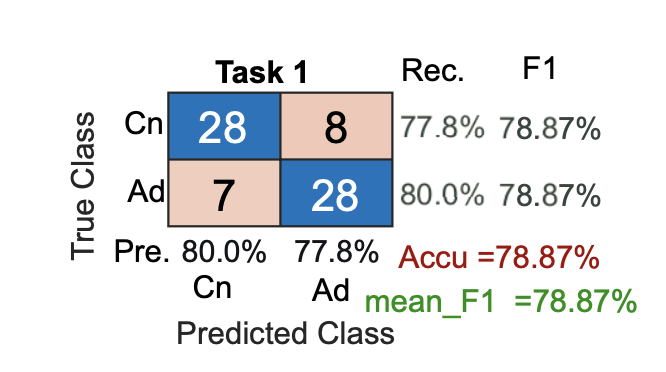 Task 1 Rec. F1
True Class
Cn 28 8 77.8% 78.87%
Ad 7 28 80.0% 78.87%
Pre. 80.0% 77.8% Accu =78.87%
Cn Ad mean_F1 =78.87%
Predicted Class